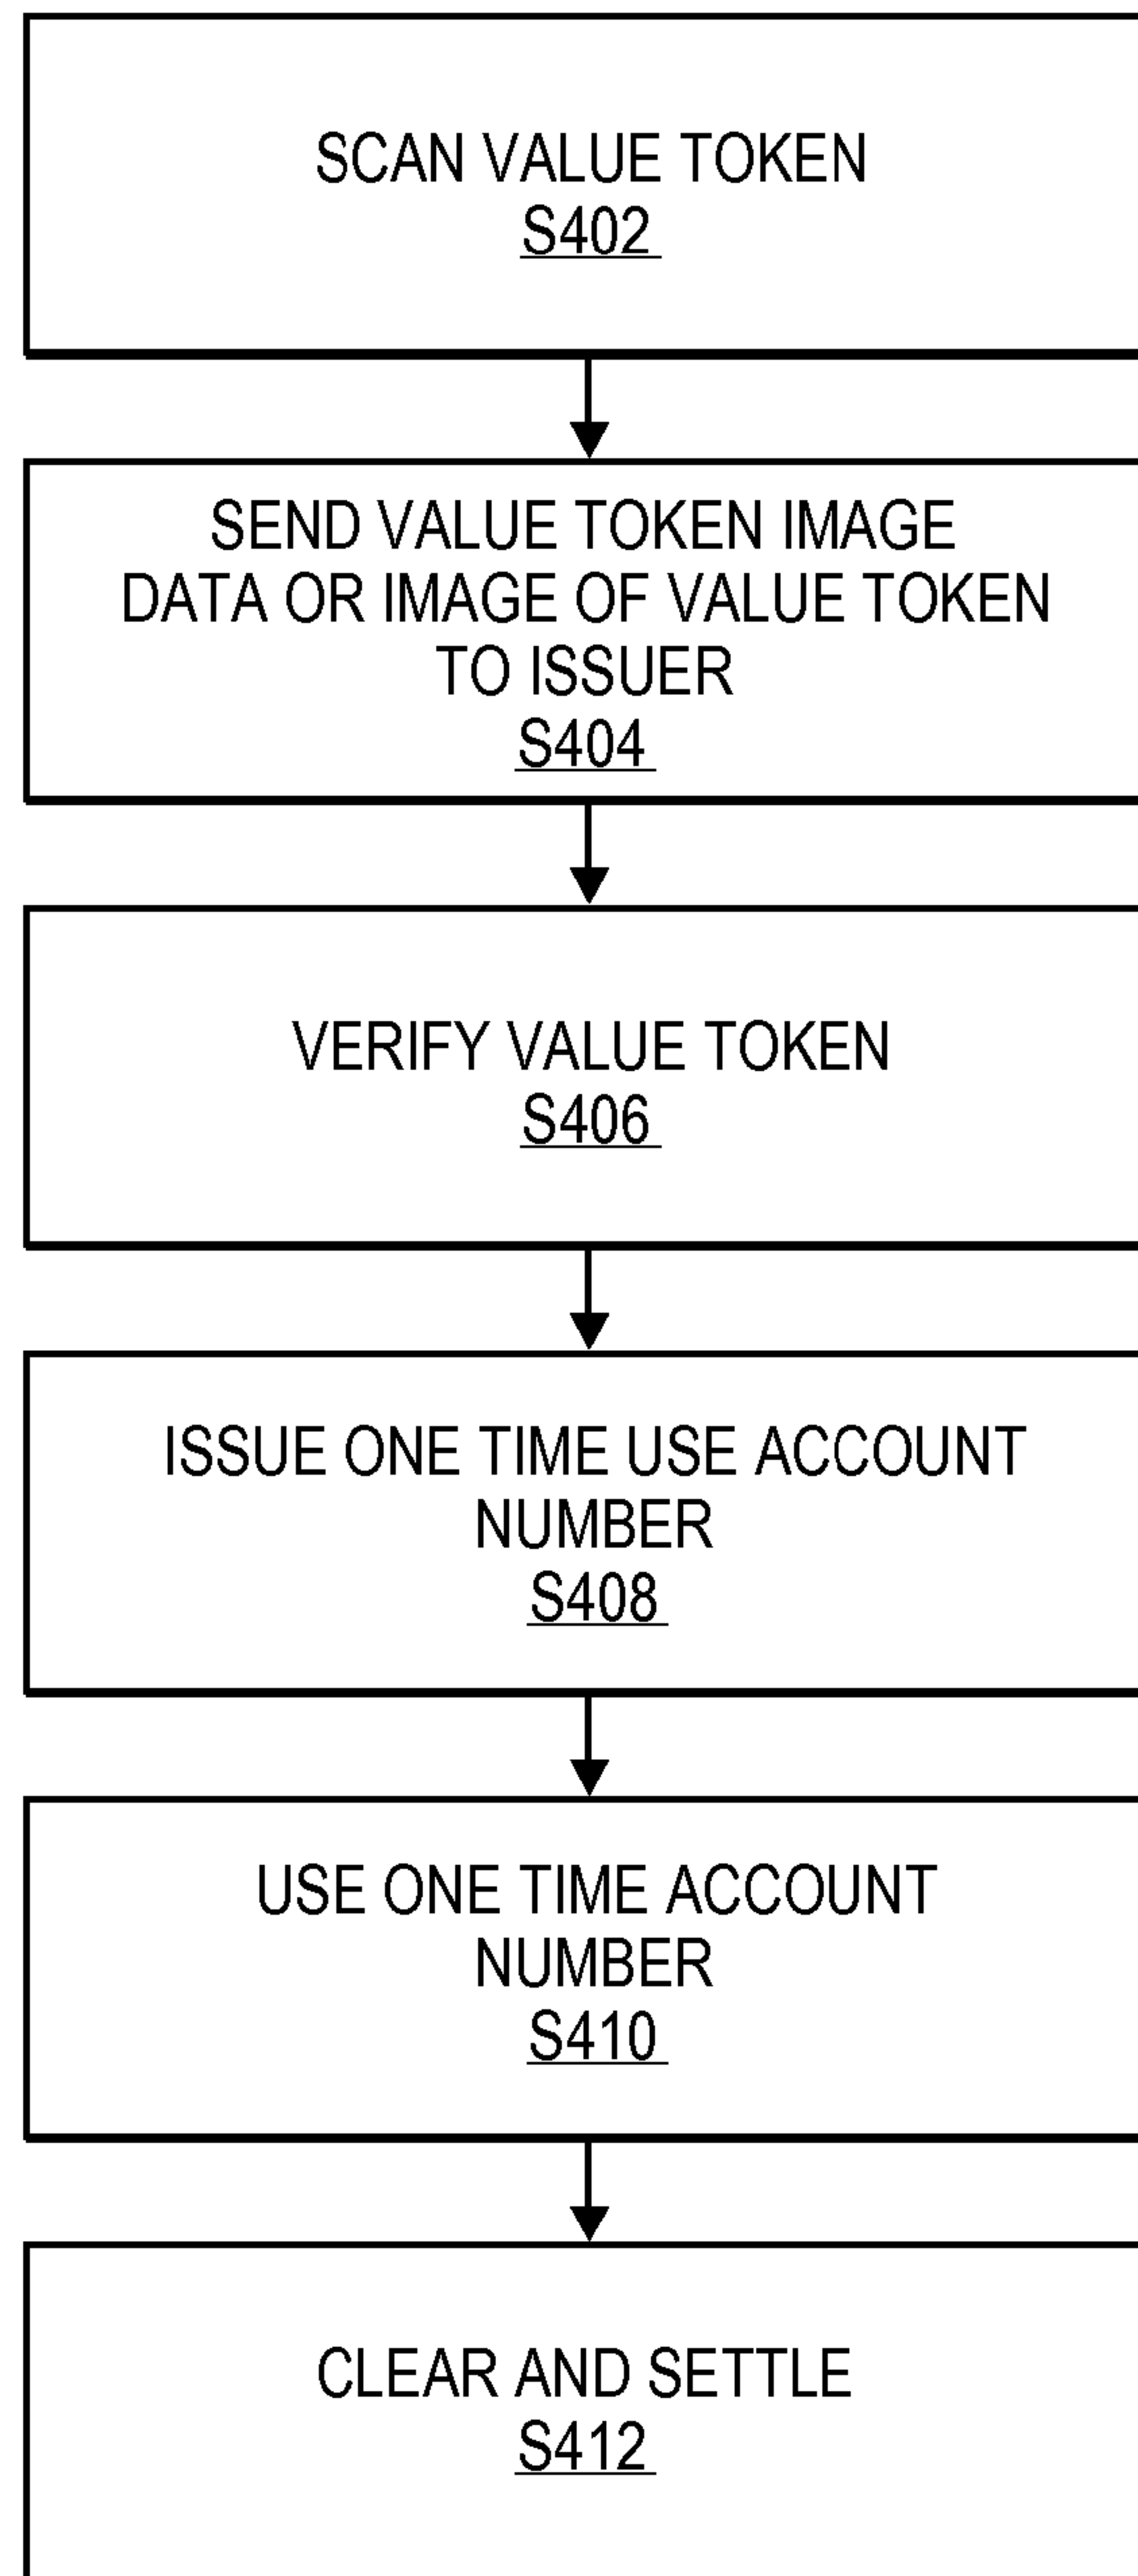 SCAN VALUE TOKEN
S402
SEND VALUE TOKEN IMAGE
DATA OR IMAGE OF VALUE TOKEN
TO ISSUER
S404
VERIFY VALUE TOKEN
S406
ISSUE ONE TIME USE ACCOUNT
NUMBER
S408
USE ONE TIME ACCOUNT
NUMBER
S410
CLEAR AND SETTLE
S412